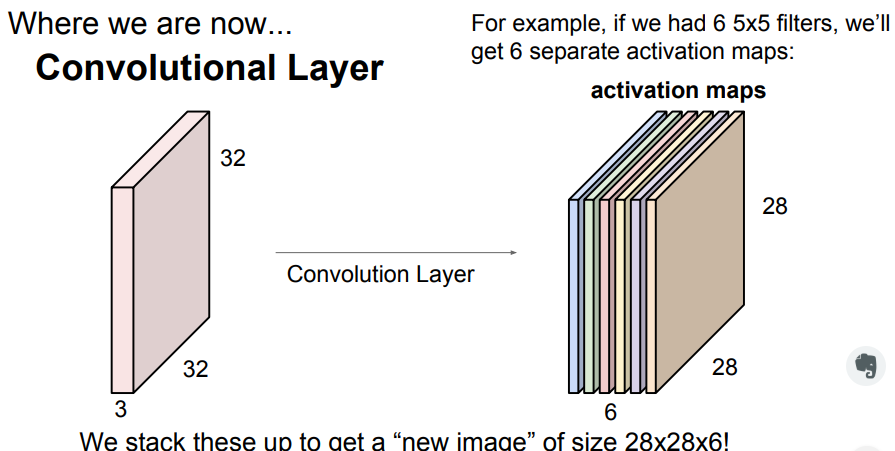 Where we are now...
Convolutional Layer
For example, if we had 6 5x5 filters, we'll
get 6 separate activation maps:
activation maps
32
32
3
Convolution Layer
28
28
6
We stack these up to get a “new image” of size 28x28x6!